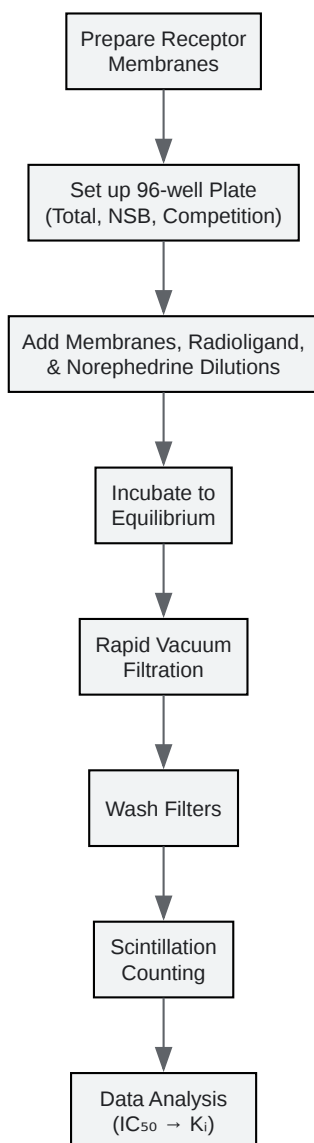 Prepare Receptor
Membranes
Set up 96-well Plate
(Total, NSB, Competition)
Add Membranes, Radioligand,
& Norephedrine Dilutions
Incubate to
Equilibrium
Rapid Vacuum
Filtration
Wash Filters
Scintillation
Counting
Data Analysis
(IC₅₀ → Kᵢ)